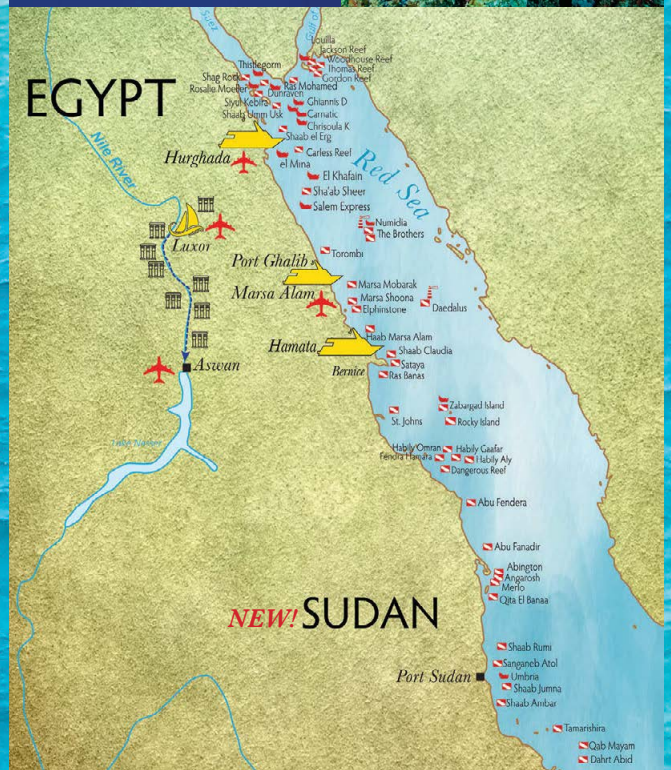 Suez
Gulf of
Louilla
Jackson Reef
Woodhouse Reef
Thomas Reef
Gordon Reef
Thistlegorm
Shag Rock
Rosalie Moeller
Ras Mohamed
Dunraven
Siyul Kebira
Ghiannis D
Shaab Umm Usk
Carnatic
Chrisoula K
EGYPT
Shaab el Erg
Nile River
Hurghada
Carless Reef
el Mina
Red Sea
El Khafain
Sha'ab Sheer
Salem Express
Numidia
The Brothers
Luxor
Torombi
Port Ghalib
Marsa Alam
Marsa Mobarak
Marsa Shoona
Elphinstone
Daedalus
Haab Marsa Alam
Hamata
Shaab Claudia
Sataya
Bernice
Ras Banas
Aswan
Zabargad Island
St. Johns
Rocky Island
Habily Omran
Habily Gaafar
Fendira Hamara
Habily Aly
Dangerous Reef
Abu Fendera
Abu Fanadir
Abington
Angarosh
Merlo
Qita El Banaa
NEW! SUDAN
Shaab Rumi
Sanganeb Atol
Port Sudan
Umbria
Shaab Jumna
Shaab Ambar
Tamarishira
Qab Mayam
Dahrt Abid